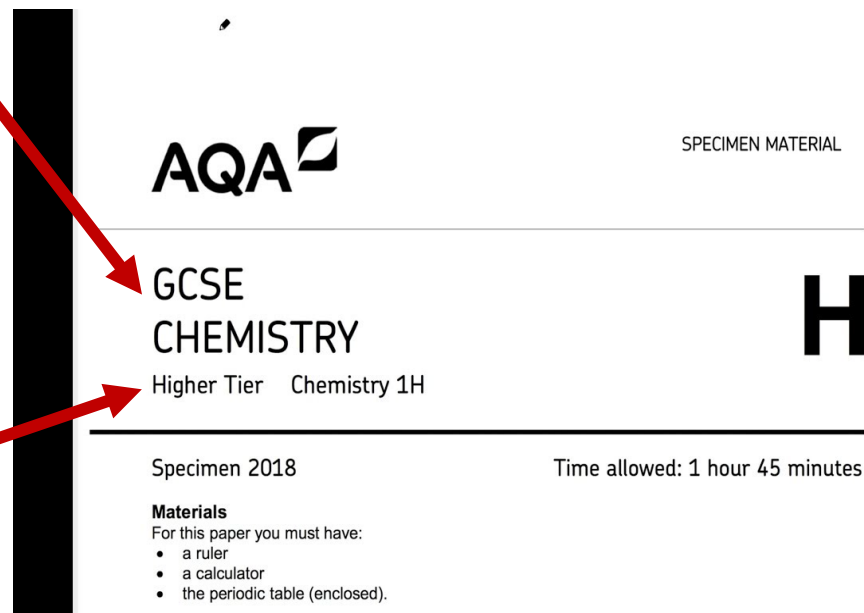 AQA
SPECIMEN MATERIAL
GCSE
CHEMISTRY
H
Higher Tier Chemistry 1H
Specimen 2018
Time allowed: 1 hour 45 minutes
Materials
For this paper you must have:
• a ruler
• a calculator
• the periodic table (enclosed).